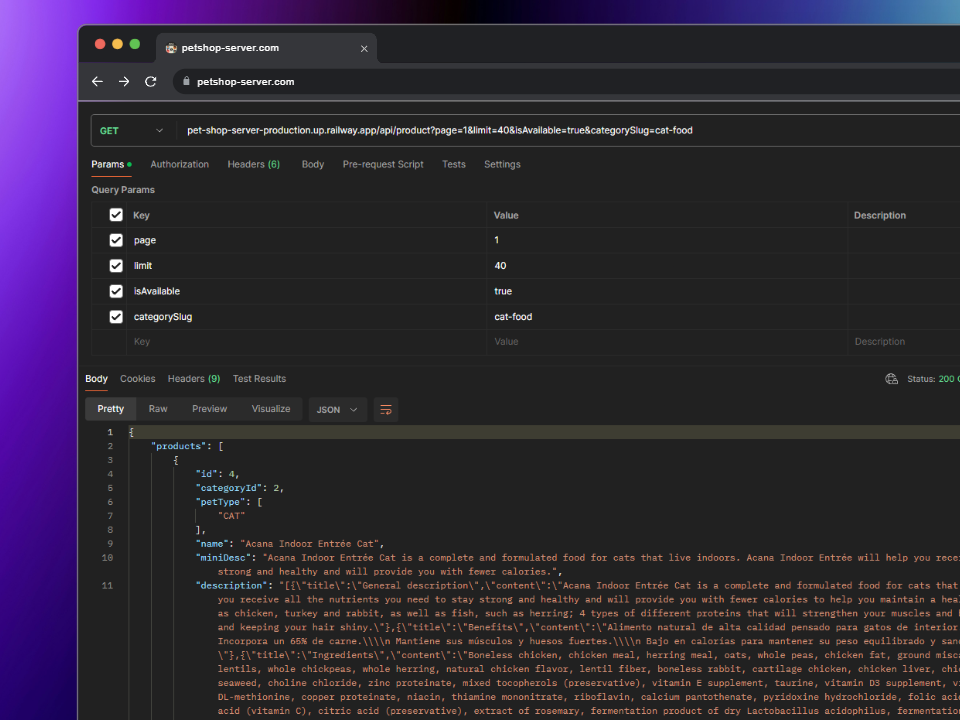 petshop-server.com
petshop-server.com
GET pet-shop-server-production.up.railway.app/api/product?page=1&limit=40&isAvailable=true&categorySlug=cat-food
Params Authorization Headers (6) Body Pre-request Script Tests Settings
Query Params
Key Value Description
page 1
limit 40
isAvailable true
categorySlug cat-food
Key Value Description
Body Cookies Headers (9) Test Results Status: 200
Pretty Raw Preview Visualize JSON
1 {
2 "products": [
3 {
4 "id": 4,
5 "categoryId": 2,
6 "petType": [
7 "CAT"
8 ],
9 "name": "Acana Indoor Entrée Cat",
10 "miniDesc": "Acana Indoor Entrée Cat is a complete and formulated food for cats that live indoors. Acana Indoor Entrée will help you recei
strong and healthy and will provide you with fewer calories.",
11 "description": "[{\"title\":\"General description\",\"content\":\"Acana Indoor Entrée Cat is a complete and formulated food for cats that
you receive all the nutrients you need to stay strong and healthy and will provide you with fewer calories to help you maintain a heal
as chicken, turkey and rabbit, as well as fish, such as herring; 4 types of different proteins that will strengthen your muscles and h
and keeping your hair shiny.\"},{\"title\":\"Benefits\",\"content\":\"Alimento natural de alta calidad pensado para gatos de interior
Incorpora un 65% de carne.\\\\n Mantiene sus músculos y huesos fuertes.\\\\n Bajo en calorías para mantener su peso equilibrado y san
\"},{\"title\":\"Ingredients\",\"content\":\"Boneless chicken, chicken meal, herring meal, oats, whole peas, chicken fat, ground misc
lentils, whole chickpeas, whole herring, natural chicken flavor, lentil fiber, boneless rabbit, cartilage chicken, chicken liver, chic
seaweed, choline chloride, zinc proteinate, mixed tocopherols (preservative), vitamin E supplement, taurine, vitamin D3 supplement, vi
DL-methionine, copper proteinate, niacin, thiamine mononitrate, riboflavin, calcium pantothenate, pyridoxine hydrochloride, folic acid
acid (vitamin C), citric acid (preservative), extract of rosemary, fermentation product of dry Lactobacillus acidophilus, fermentation